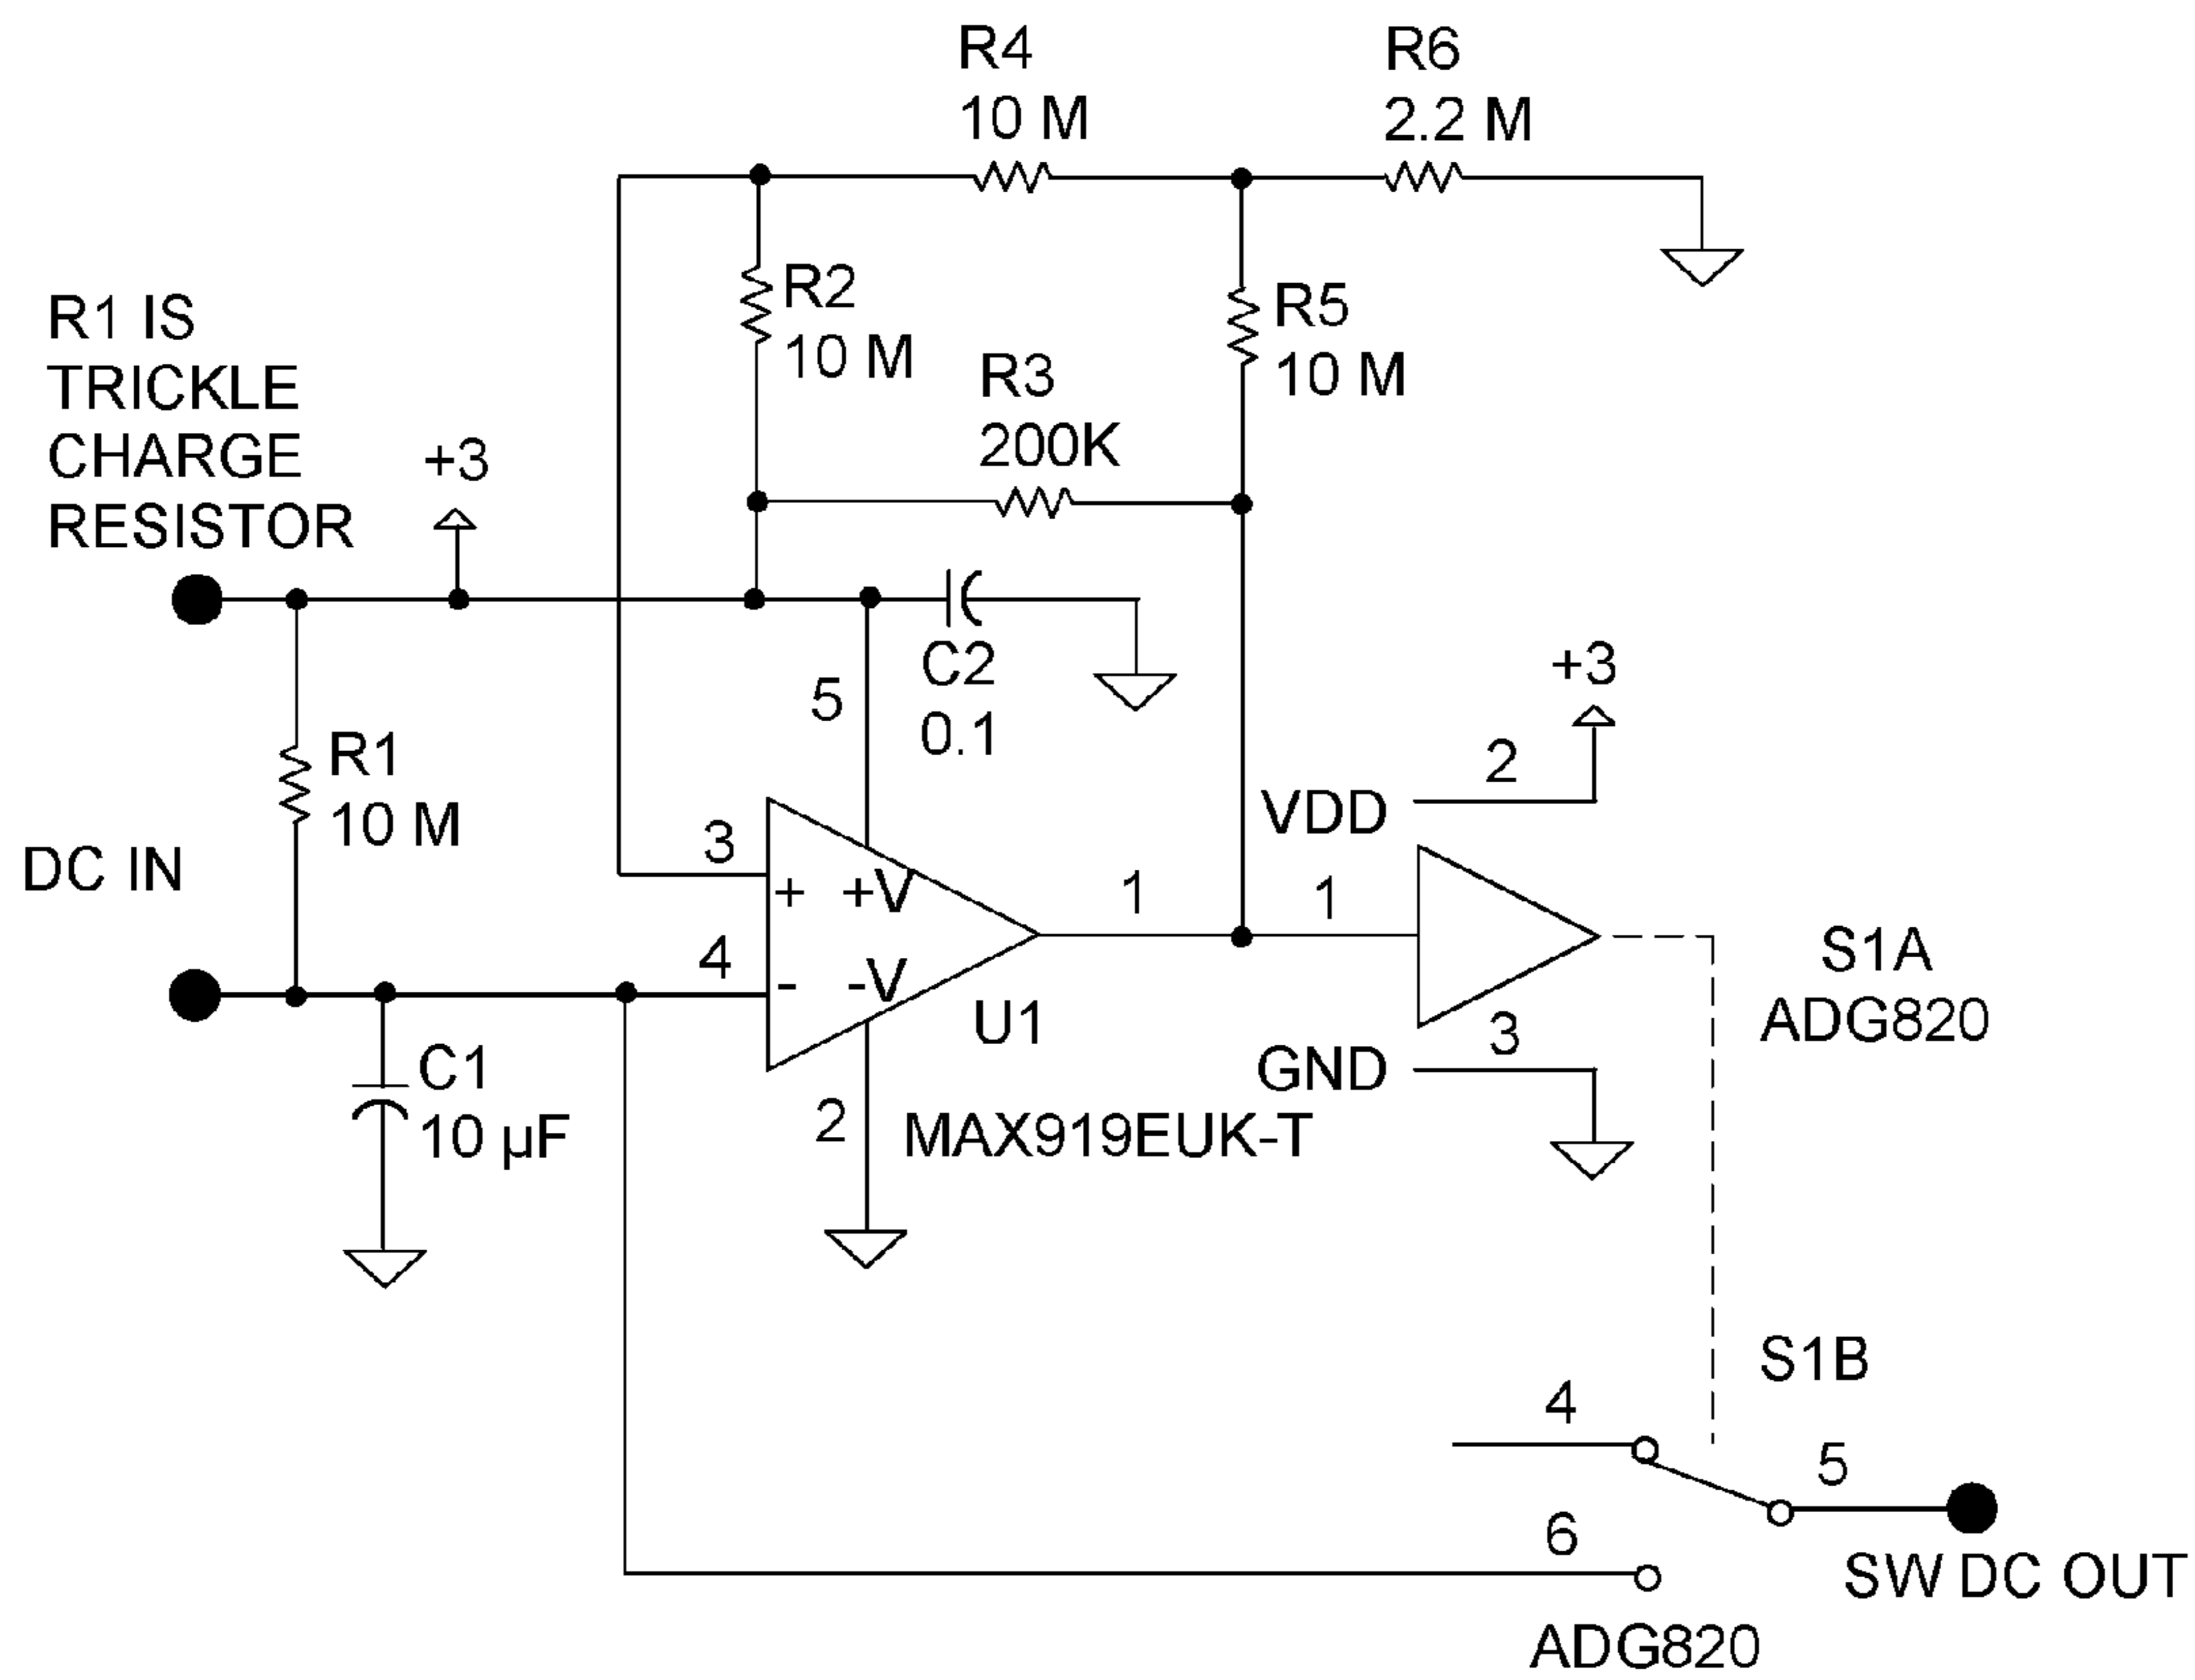 R4
10 M
R6
2.2 M
R2
10 M
R5
10 M
R3
200K
R1 IS
TRICKLE
CHARGE
RESISTOR
+3
C2
0.1
5
+3
2
VDD
R1
10 M
DC IN
3
+ +V
4
- -V
1
1
U1
MAX919EUK-T
2
S1A
ADG820
3
GND
C1
10 µF
S1B
4
5
6
SW DC OUT
ADG820